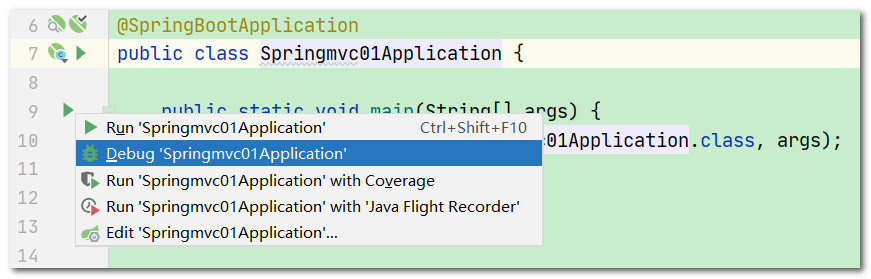 6 @SpringBootApplication
7 public class Springmvc01Application {
8
9 public static void main(String[] args) {
Run 'Springmvc01Application' Ctrl+Shift+F10
10 01Application.class, args);
Debug 'Springmvc01Application'
11
Run 'Springmvc01Application' with Coverage
12
Run 'Springmvc01Application' with 'Java Flight Recorder'
13
Edit 'Springmvc01Application'...
14